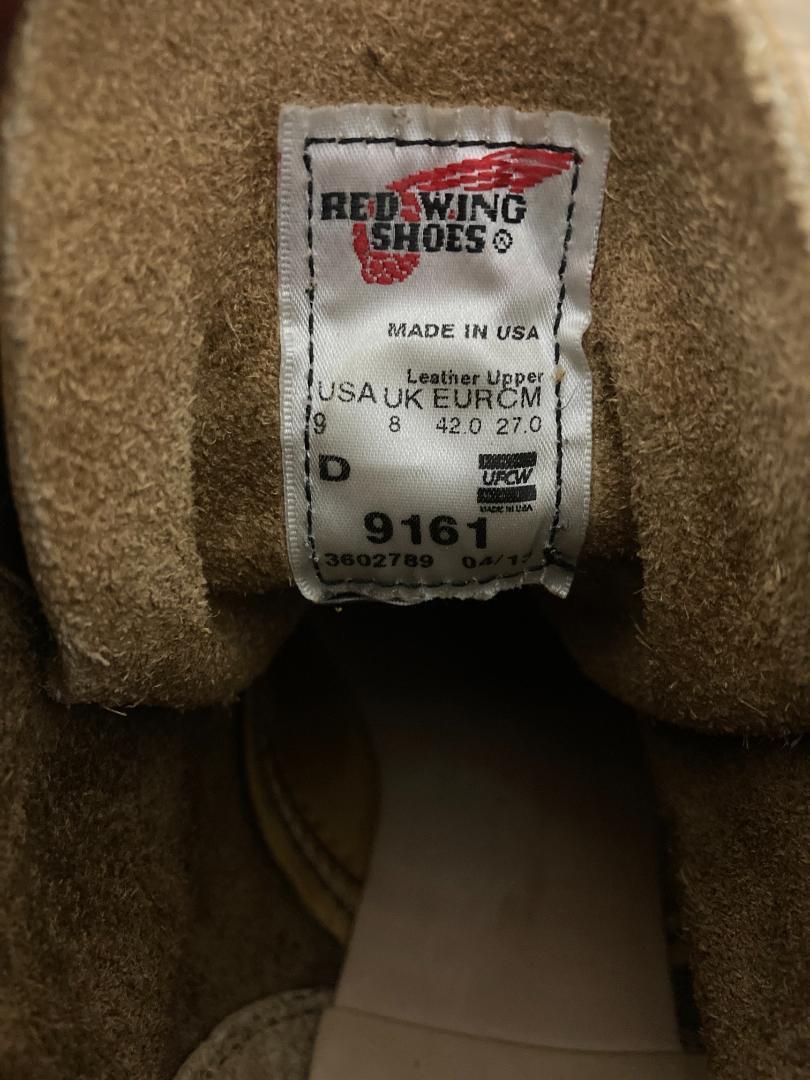 RED WING
SHOES ®
MADE IN USA
Leather Upper
USA UK EUR CM
9 8 42.0 27.0
D
UFCW
MADE IN USA
9161
3602789